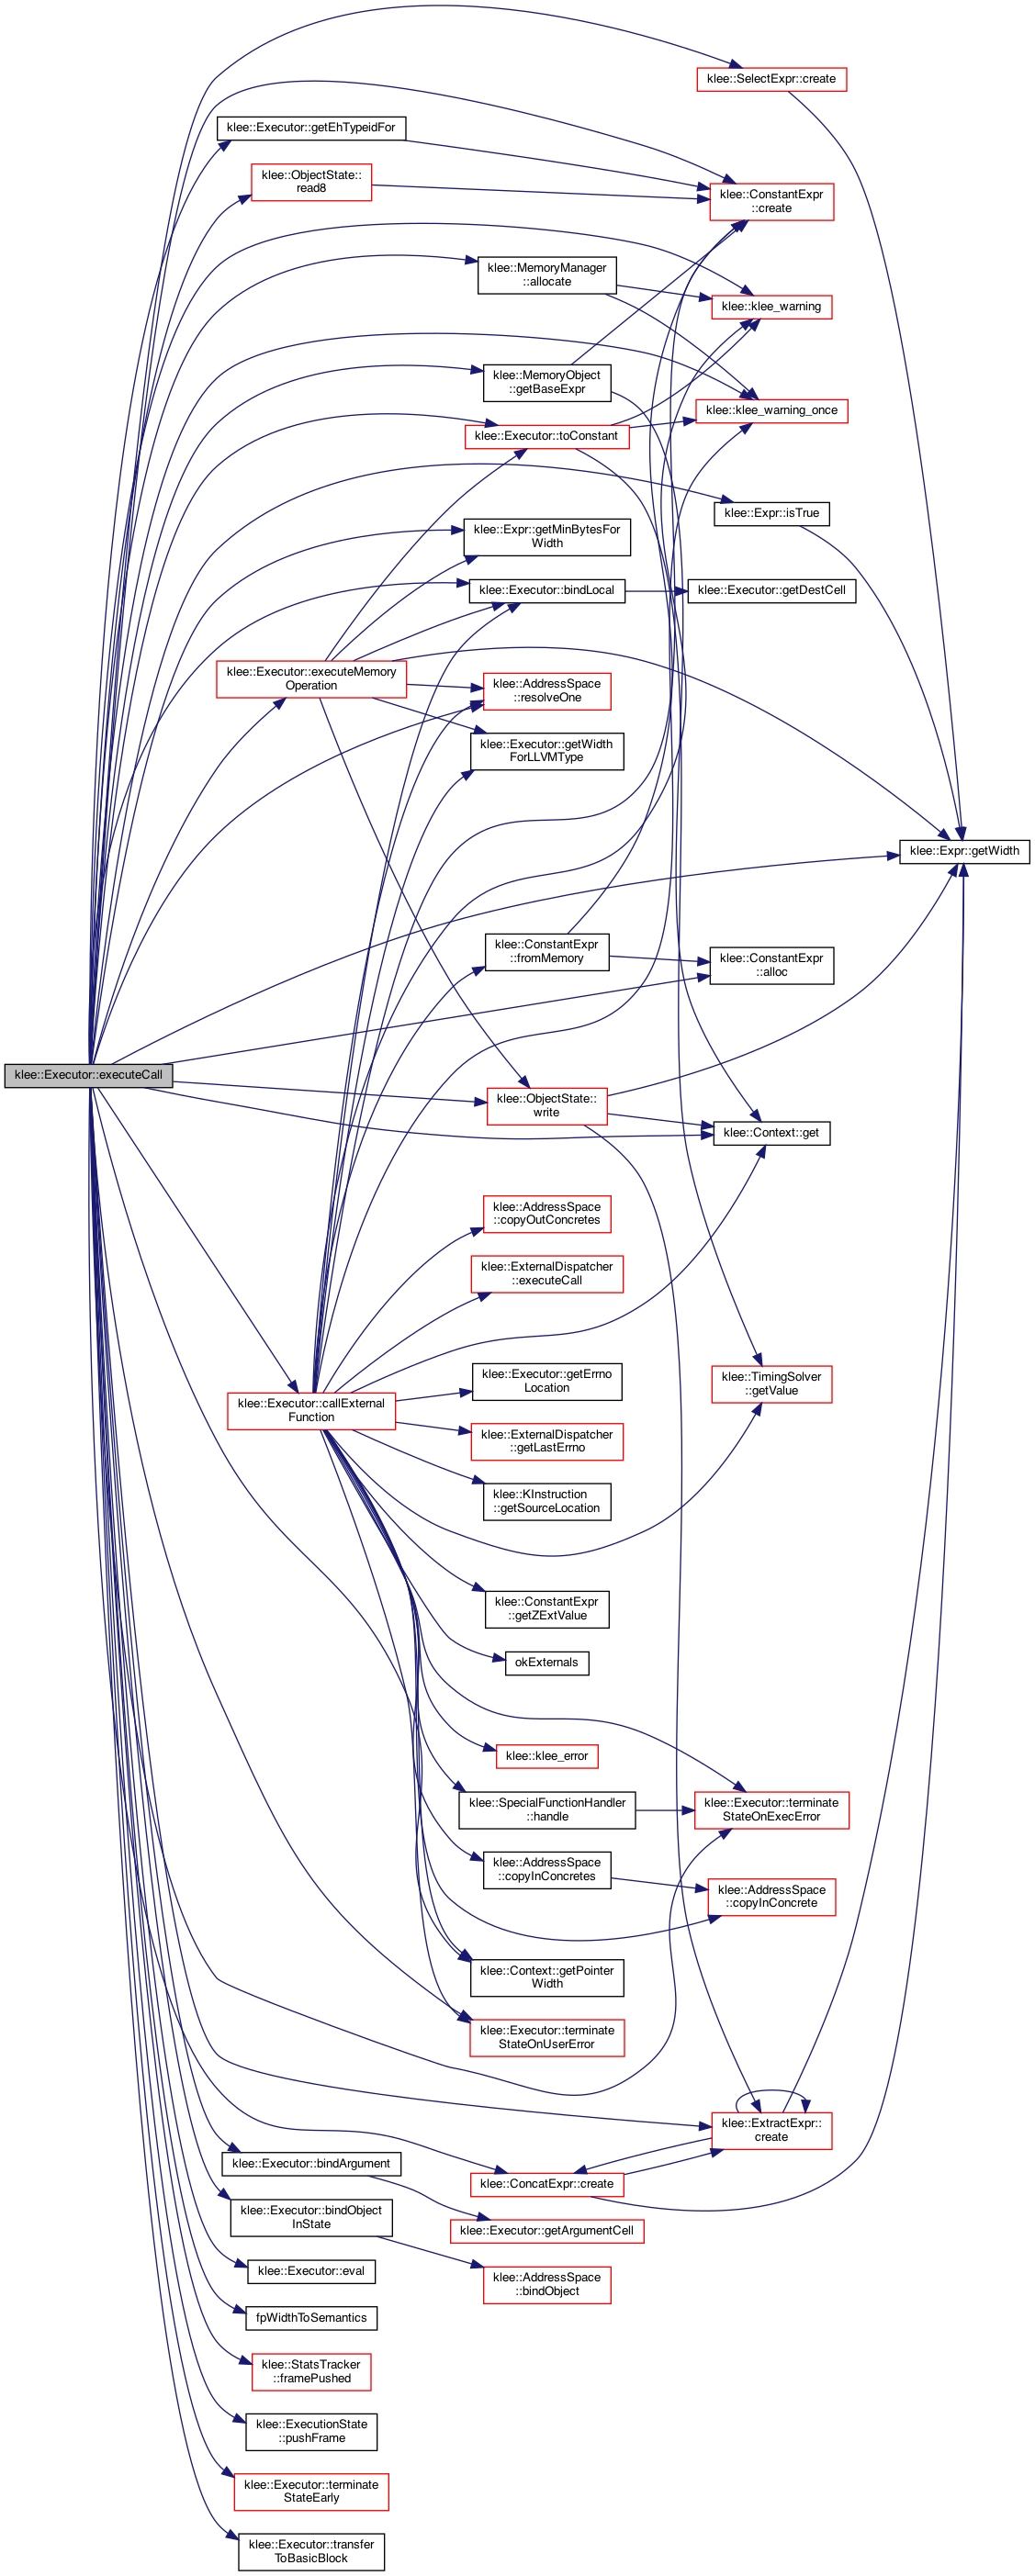 klee::SelectExpr::create
klee::Executor::getEhTypeidFor
klee::ObjectState::
read8
klee::ConstantExpr
::create
klee::MemoryManager
::allocate
klee::klee_warning
klee::MemoryObject
::getBaseExpr
klee::klee_warning_once
klee::Executor::toConstant
klee::Expr::isTrue
klee::Expr::getMinBytesFor
Width
klee::Executor::bindLocal
klee::Executor::getDestCell
klee::Executor::executeMemory
Operation
klee::AddressSpace
::resolveOne
klee::Executor::getWidth
ForLLVMType
klee::Expr::getWidth
klee::ConstantExpr
::fromMemory
klee::ConstantExpr
::alloc
klee::Executor::executeCall
klee::ObjectState::
write
klee::Context::get
klee::AddressSpace
::copyOutConcretes
klee::ExternalDispatcher
::executeCall
klee::Executor::getErrno
Location
klee::TimingSolver
::getValue
klee::Executor::callExternal
Function
klee::ExternalDispatcher
::getLastErrno
klee::KInstruction
::getSourceLocation
klee::ConstantExpr
::getZExtValue
okExternals
klee::klee_error
klee::SpecialFunctionHandler
::handle
klee::Executor::terminate
StateOnExecError
klee::AddressSpace
::copyInConcretes
klee::AddressSpace
::copyInConcrete
klee::Context::getPointer
Width
klee::Executor::terminate
StateOnUserError
klee::ExtractExpr::
create
klee::Executor::bindArgument
klee::ConcatExpr::create
klee::Executor::bindObject
InState
klee::Executor::getArgumentCell
klee::Executor::eval
klee::AddressSpace
::bindObject
fpWidthToSemantics
klee::StatsTracker
::framePushed
klee::ExecutionState
::pushFrame
klee::Executor::terminate
StateEarly
klee::Executor::transfer
ToBasicBlock